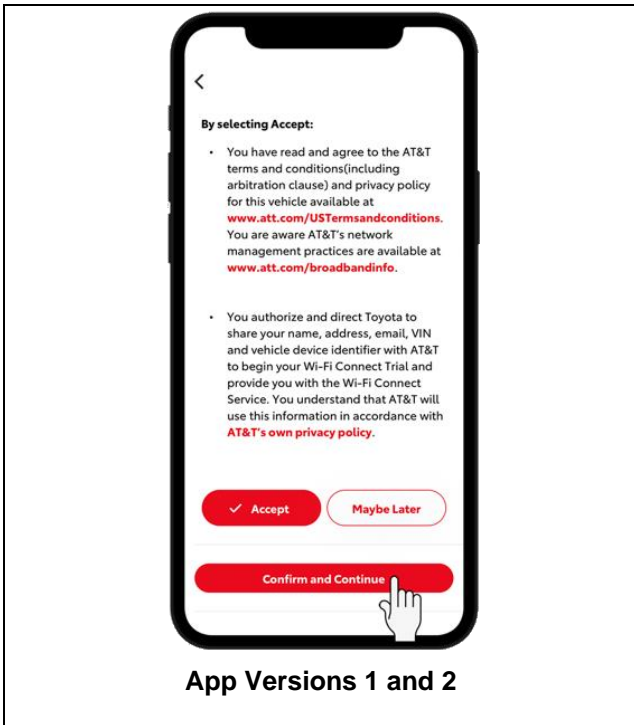 By selecting Accept:
• You have read and agree to the AT&T
terms and conditions(including
arbitration clause) and privacy policy
for this vehicle available at
www.att.com/USTermsandconditions.
You are aware AT&T's network
management practices are available at
www.att.com/broadbandinfo.
• You authorize and direct Toyota to
share your name, address, email, VIN
and vehicle device identifier with AT&T
to begin your Wi-Fi Connect Trial and
provide you with the Wi-Fi Connect
Service. You understand that AT&T will
use this information in accordance with
AT&T's own privacy policy.
✓ Accept
Maybe Later
Confirm and Continue
App Versions 1 and 2